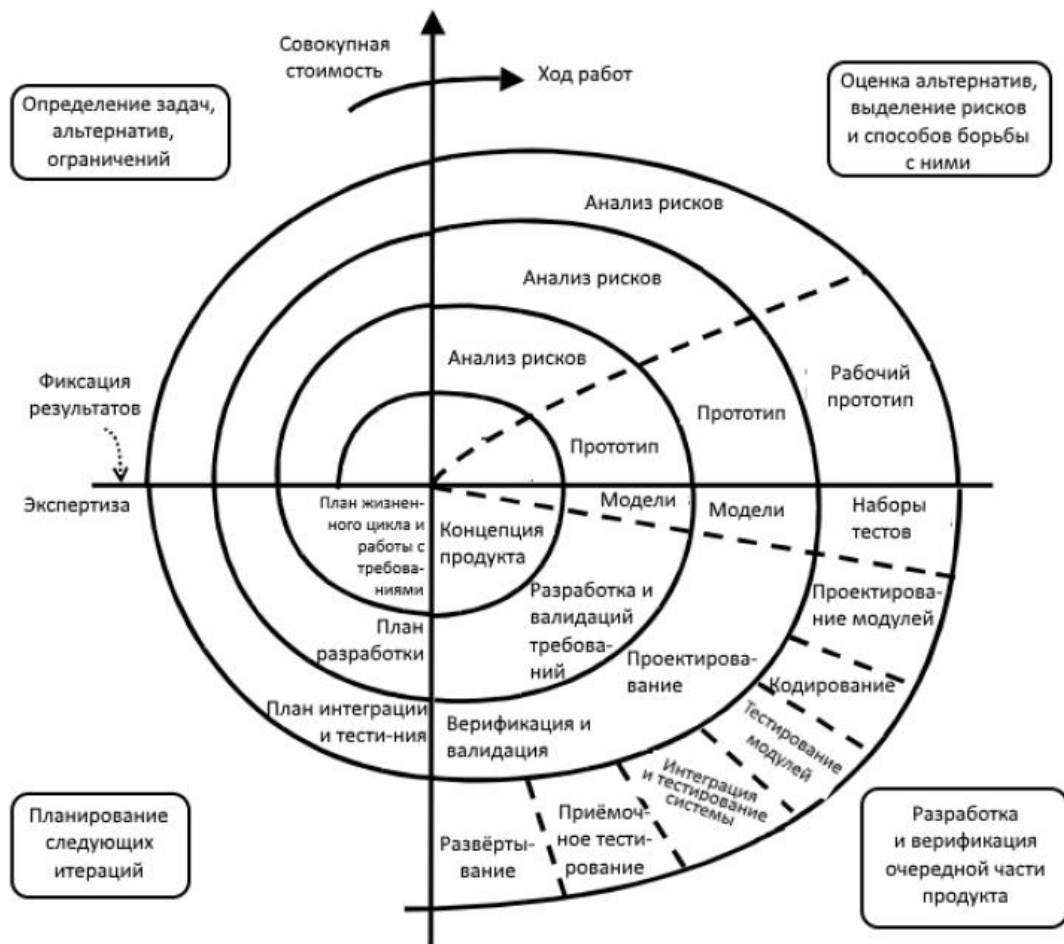 Совокупная
стоимость
Ход работ
Определение задач,
альтернатив,
ограничений
Оценка альтернатив,
выделение рисков
и способов борьбы
с ними
Анализ рисков
Анализ рисков
Анализ рисков
Фиксация
результатов
Рабочий
прототип
Прототип
Прототип
Экспертиза
План жизнен-
ного цикла и
работы с
требова-
ниями
Концепция
продукта
Модели
Модели
Наборы
тестов
Разработка и
валидаций
требова-
ний
Проектирова-
ние модулей
План
разработки
Проектирова-
вание
Кодирование
План интеграции
и тести-ния
Верификация и
валидация
Тестирование
модулей
Интеграция
и тестирование
системы
Приёмоч-
ное тести-
рование
Развёрты-
вание
Планирование
следующих
итераций
Разработка
и верификация
очередной части
продукта